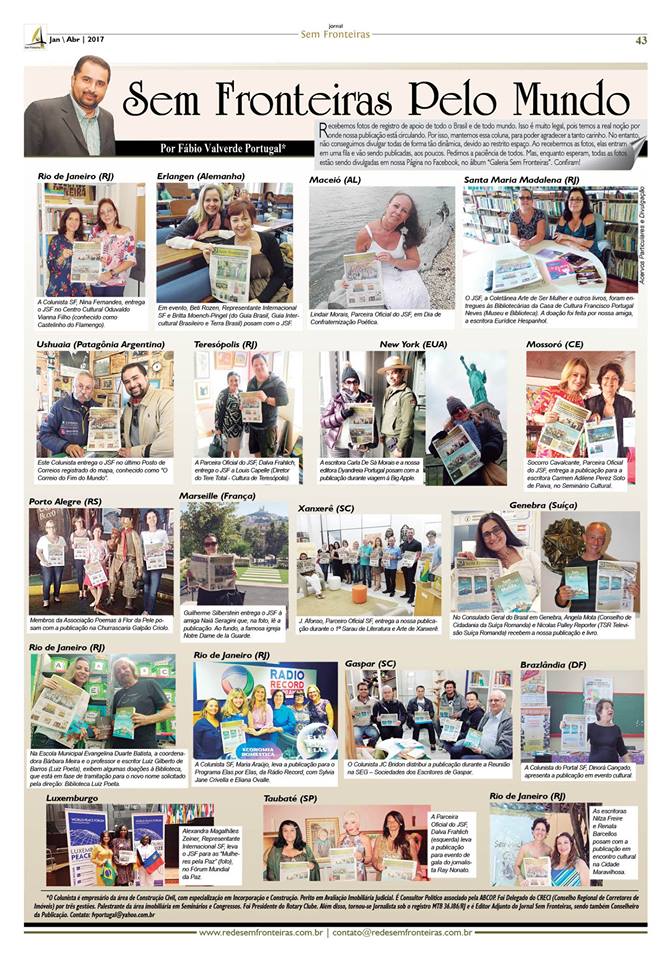 Jan \ Abr | 2017
jornal
Sem Fronteiras
43
Sem Fronteiras Pelo Mundo
Por Fábio Valverde Portugal*
Recebemos fotos de registro de apoio de todo o Brasil e de todo mundo. Isso é muito legal, pois temos a real noção por
onde nossa publicação está circulando. Por isso, mantemos essa coluna, para poder agradecer a tanto carinho. No entanto,
não conseguimos divulgar todas de forma tão dinâmica, devido ao restrito espaço. Ao recebermos as fotos, elas entram
em uma fila e vão sendo publicadas, aos poucos. Pedimos a paciência de todos. Mas, enquanto esperam, todas as fotos
estão sendo divulgadas em nossa Página no Facebook, no álbum "Galeria Sem Fronteiras". Confiram!
Acervos Particulares e Divulgação
Rio de Janeiro (RJ)
A Colunista SF, Nina Fernandes, entrega
o JSF no Centro Cultural Oduvaldo
Vianna Filho (conhecido como
Castelinho do Flamengo).
Erlangen (Alemanha)
Em evento, Beti Rozen, Representante Internacional
SF e Britta Moench-Pingel (do Guia Brasil, Guia Inter-
cultural Brasileiro e Terra Brasil) posam com o JSF.
Maceió (AL)
Lindair Morais, Parceira Oficial do JSF, em Dia de
Confraternização Poética.
Santa Maria Madalena (RJ)
O JSF, a Coletânea Arte de Ser Mulher e outros livros, foram en-
tregues às Bibliotecárias da Casa de Cultura Francisco Portugal
Neves (Museu e Biblioteca). A doação foi feita por nossa amiga,
a escritora Eurídice Hespanhol.
Ushuaia (Patagônia Argentina)
Este Colunista entrega o JSF no último Posto de
Correios registrado do mapa, conhecido como "O
Correio do Fim do Mundo".
Teresópolis (RJ)
A Parceira Oficial do JSF, Dalva Frahlich,
entrega o JSF a Louis Capelle (Diretor
do Tere Total - Cultura de Teresópolis)
New York (EUA)
A escritora Carla De Sà Morais e a nossa
editora Dyandreia Portugal posam com a
publicação durante viagem à Big Apple.
Mossoró (CE)
Socorro Cavalcante, Parceira Oficial
do JSF, entrega a publicação para a
escritora Carmen Adilene Perez Solo
de Paiva, no Seminário Cultural.
Porto Alegre (RS)
Membros da Associação Poemas à Flor da Pele po-
sam com a publicação na Churrascaria Galpão Criolo.
Marseille (França)
Guilherme Silberstein entrega o JSF à
amiga Naiá Seragini que, na foto, lê a
publicação. Ao fundo, a famosa igreja
Notre Dame de la Guarde.
Xanxerê (SC)
J. Afonso, Parceiro Oficial SF, entrega a nossa publi-
cação durante o 1º Sarau de Literatura e Arte de Xanxerê.
Genebra (Suíça)
No Consulado Geral do Brasil em Genebra, Angela Mota (Conselho de
Cidadania da Suíça Romanda) e Nicolas Palley Reporter (TSR Televi-
são Suíça Romanda) recebem a nossa publicação e livro.
Rio de Janeiro (RJ)
Na Escola Municipal Evangelina Duarte Batista, a coordena-
dora Bárbara Meira e o professor e escritor Luiz Gilberto de
Barros (Luiz Poeta), exibem algumas doações à Biblioteca,
que está em fase de tramitação para o novo nome solicitado
pela direção: Biblioteca Luiz Poeta.
Rio de Janeiro (RJ)
RÁDIO
RECORD
ECONOMIA
DOMÉSTICA
A Colunista SF, Maria Araújo, leva a publicação para o
Programa Elas por Elas, da Rádio Record, com Sylvia
Jane Crivella e Eliana Ovalle.
Gaspar (SC)
O Colunista JC Bridon distribui a publicação durante a Reunião
na SEG – Sociedades dos Escritores de Gaspar.
Brazlândia (DF)
A Colunista do Portal SF, Dinorá Cançado,
apresenta a publicação em evento cultural.
Luxemburgo
Alexandra Magalhães
Zeiner, Representante
Internacional SF, leva
o JSF para as "Mulhe-
res pela Paz" (foto),
no Fórum Mundial
da Paz.
Taubaté (SP)
A Parceira
Oficial do JSF,
Dalva Frahlich
(esquerda) leva
a publicação
para evento de
gala do jornalis-
ta Ray Nonato.
Rio de Janeiro (RJ)
As escritoras
Nitza Freire
e Renata
Barcellos
posam com a
publicação em
encontro cultural
na Cidade
Maravilhosa.
*O Colunista é empresário da área de Construção Civil, com especialização em Incorporação e Construção. Perito em Avaliação Imobiliária Judicial. É Consultor Político associado pela ABCOP. Foi Delegado do CRECI (Conselho Regional de Corretores de
Imóveis) por três gestões. Palestrante da área imobiliária em Seminários e Congressos. Foi Presidente do Rotary Clube. Além disso, tornou-se Jornalista sob o registro MTB 36.186/RJ e é Editor Adjunto do Jornal Sem Fronteiras, sendo também Conselheiro
da Publicação. Contato: fvportugal@yahoo.com.br
www.redesemfronteiras.com.br | contato@redesemfronteiras.com.br